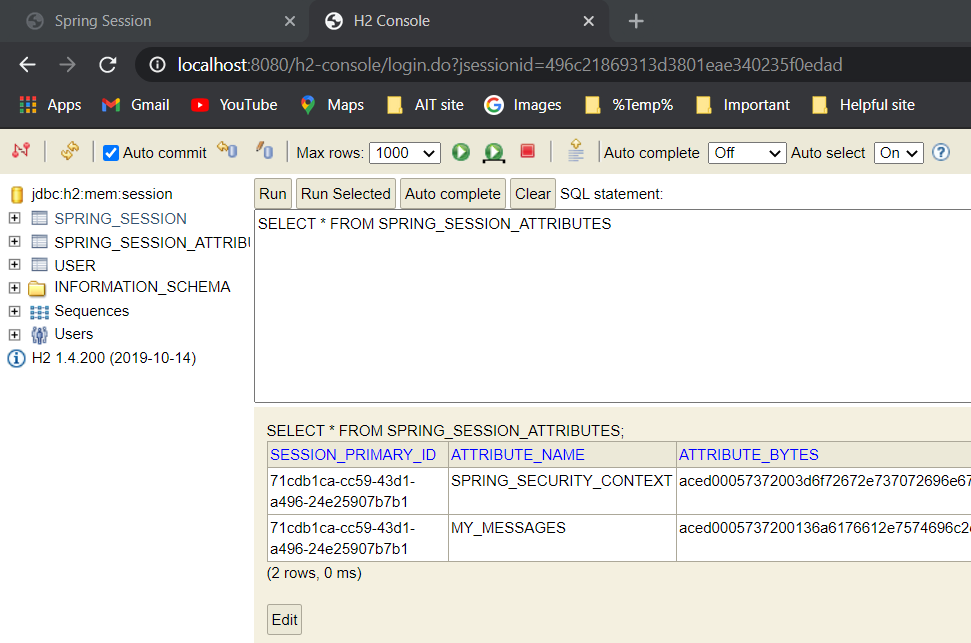 Spring Session
H2 Console
localhost:8080/h2-console/login.do?jsessionid=496c21869313d3801eae340235f0edad
Apps Gmail YouTube Maps AIT site Images %Temp% Important Helpful site
Auto commit Max rows: 1000 Auto complete Off Auto select On
jdbc:h2:mem:session
SPRING_SESSION
SPRING_SESSION_ATTRIBU
USER
INFORMATION_SCHEMA
Sequences
Users
H2 1.4.200 (2019-10-14)
Run Run Selected Auto complete Clear SQL statement:
SELECT * FROM SPRING_SESSION_ATTRIBUTES
SELECT * FROM SPRING_SESSION_ATTRIBUTES;
SESSION_PRIMARY_ID ATTRIBUTE_NAME ATTRIBUTE_BYTES
71cdb1ca-cc59-43d1- SPRING_SECURITY_CONTEXT aced00057372003d6f72672e737072696e67
a496-24e25907b7b1
71cdb1ca-cc59-43d1- MY_MESSAGES aced0005737200136a6176612e7574696c2e
a496-24e25907b7b1
(2 rows, 0 ms)
Edit